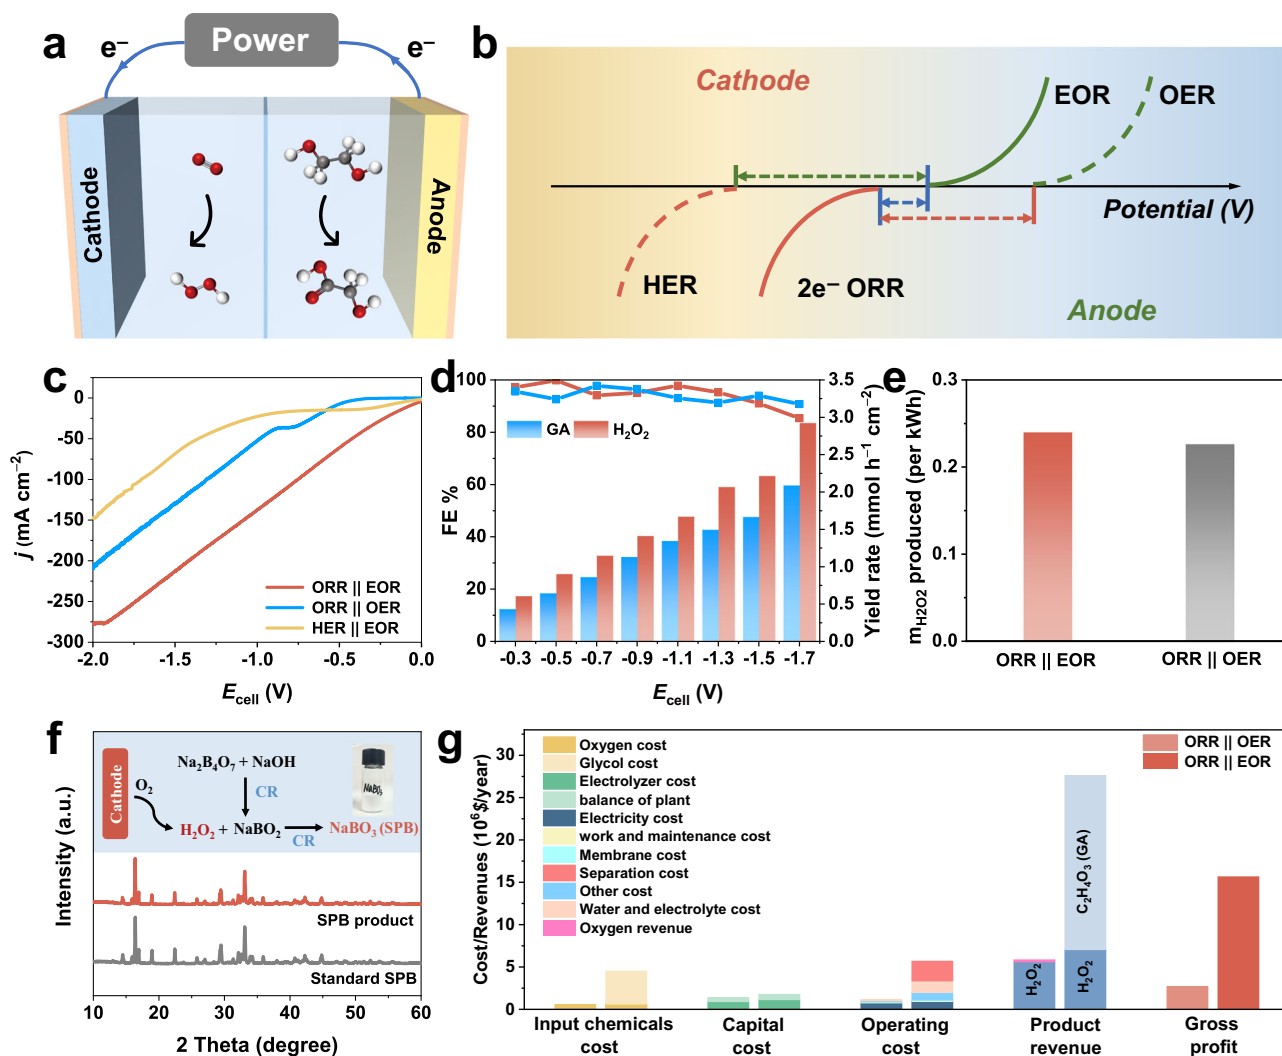 a
Power
e⁻
e⁻
Cathode
Anode
b
Cathode
EOR
OER
Potential (V)
HER
2e⁻ ORR
Anode
c
0
-50
-100
-150
-200
-250
-300
j (mA cm⁻²)
ORR || EOR
ORR || OER
HER || EOR
-2.0
-1.5
-1.0
-0.5
0.0
E_cell (V)
d
100
80
60
40
20
0
FE %
GA
H₂O₂
3.5
3.0
2.5
2.0
1.5
1.0
0.5
0.0
Yield rate (mmol h⁻¹ cm⁻²)
-0.3
-0.5
-0.7
-0.9
-1.1
-1.3
-1.5
-1.7
E_cell (V)
e
0.3
0.2
0.1
0.0
m_H2O2 produced (per kWh)
ORR || EOR
ORR || OER
f
Cathode
O₂
Na₂B₄O₇ + NaOH
CR
H₂O₂ + NaBO₂
CR
NaBO₃ (SPB)
NaBO₃
Intensity (a.u.)
SPB product
Standard SPB
10
20
30
40
50
60
2 Theta (degree)
g
30
25
20
15
10
5
0
Cost/Revenues (10⁶$/year)
Oxygen cost
Glycol cost
Electrolyzer cost
balance of plant
Electricity cost
work and maintenance cost
Membrane cost
Separation cost
Other cost
Water and electrolyte cost
Oxygen revenue
ORR || OER
ORR || EOR
H₂O₂
H₂O₂
C₂H₄O₃ (GA)
Input chemicals
cost
Capital
cost
Operating
cost
Product
revenue
Gross
profit